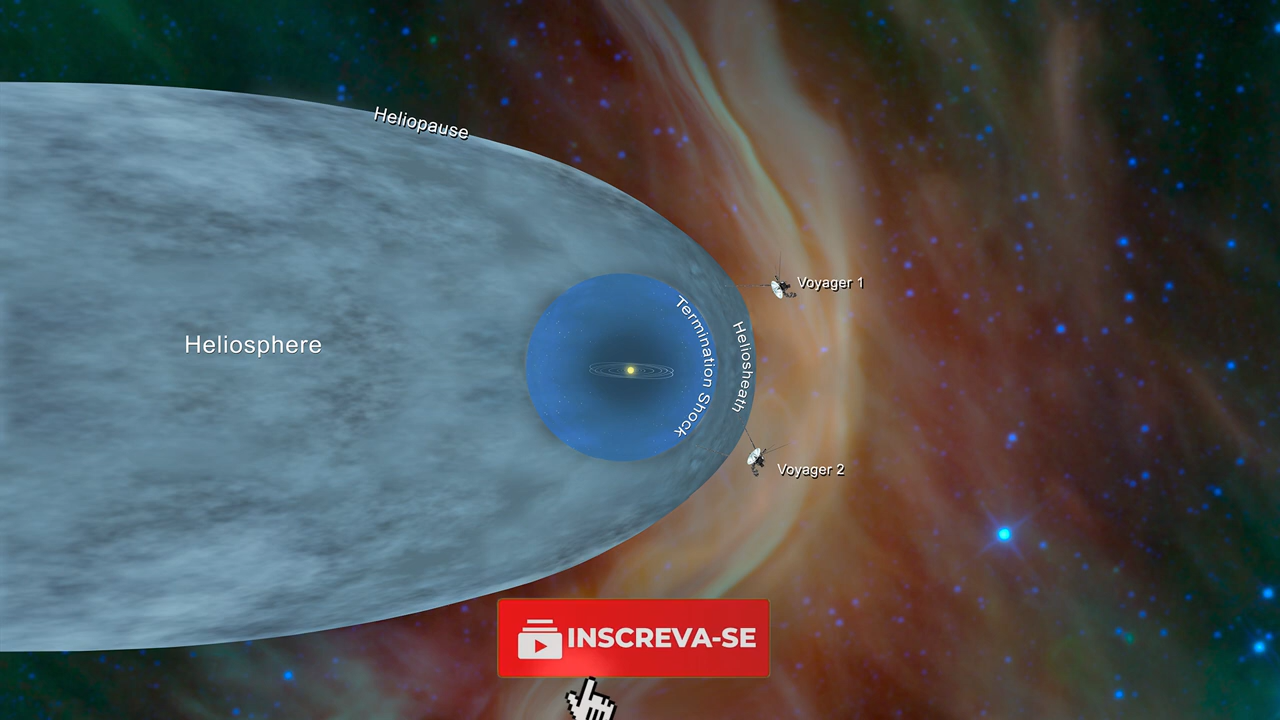 Heliopause
Voyager 1
Heliosphere
Termination Shock
Heliosheath
Voyager 2
INSCREVA-SE